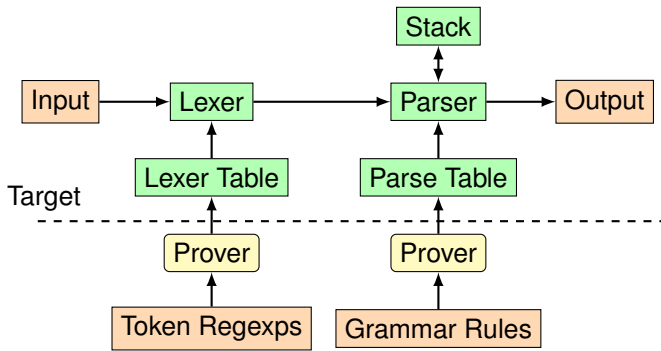 Stack
Input
Lexer
Parser
Output
Lexer Table
Parse Table
Target
Prover
Prover
Token Regexps
Grammar Rules